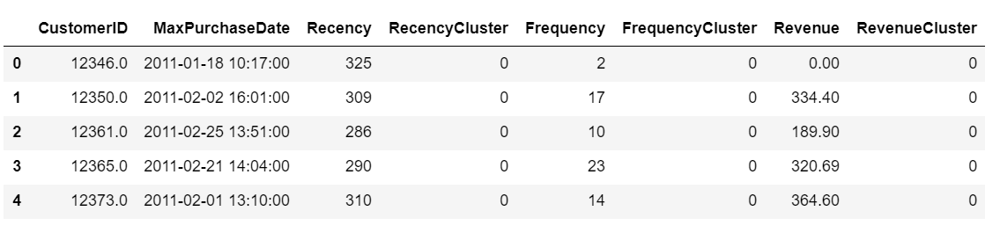 CustomerID MaxPurchaseDate Recency RecencyCluster Frequency FrequencyCluster Revenue RevenueCluster
0 12346.0 2011-01-18 10:17:00 325 0 2 0 0.00 0
1 12350.0 2011-02-02 16:01:00 309 0 17 0 334.40 0
2 12361.0 2011-02-25 13:51:00 286 0 10 0 189.90 0
3 12365.0 2011-02-21 14:04:00 290 0 23 0 320.69 0
4 12373.0 2011-02-01 13:10:00 310 0 14 0 364.60 0